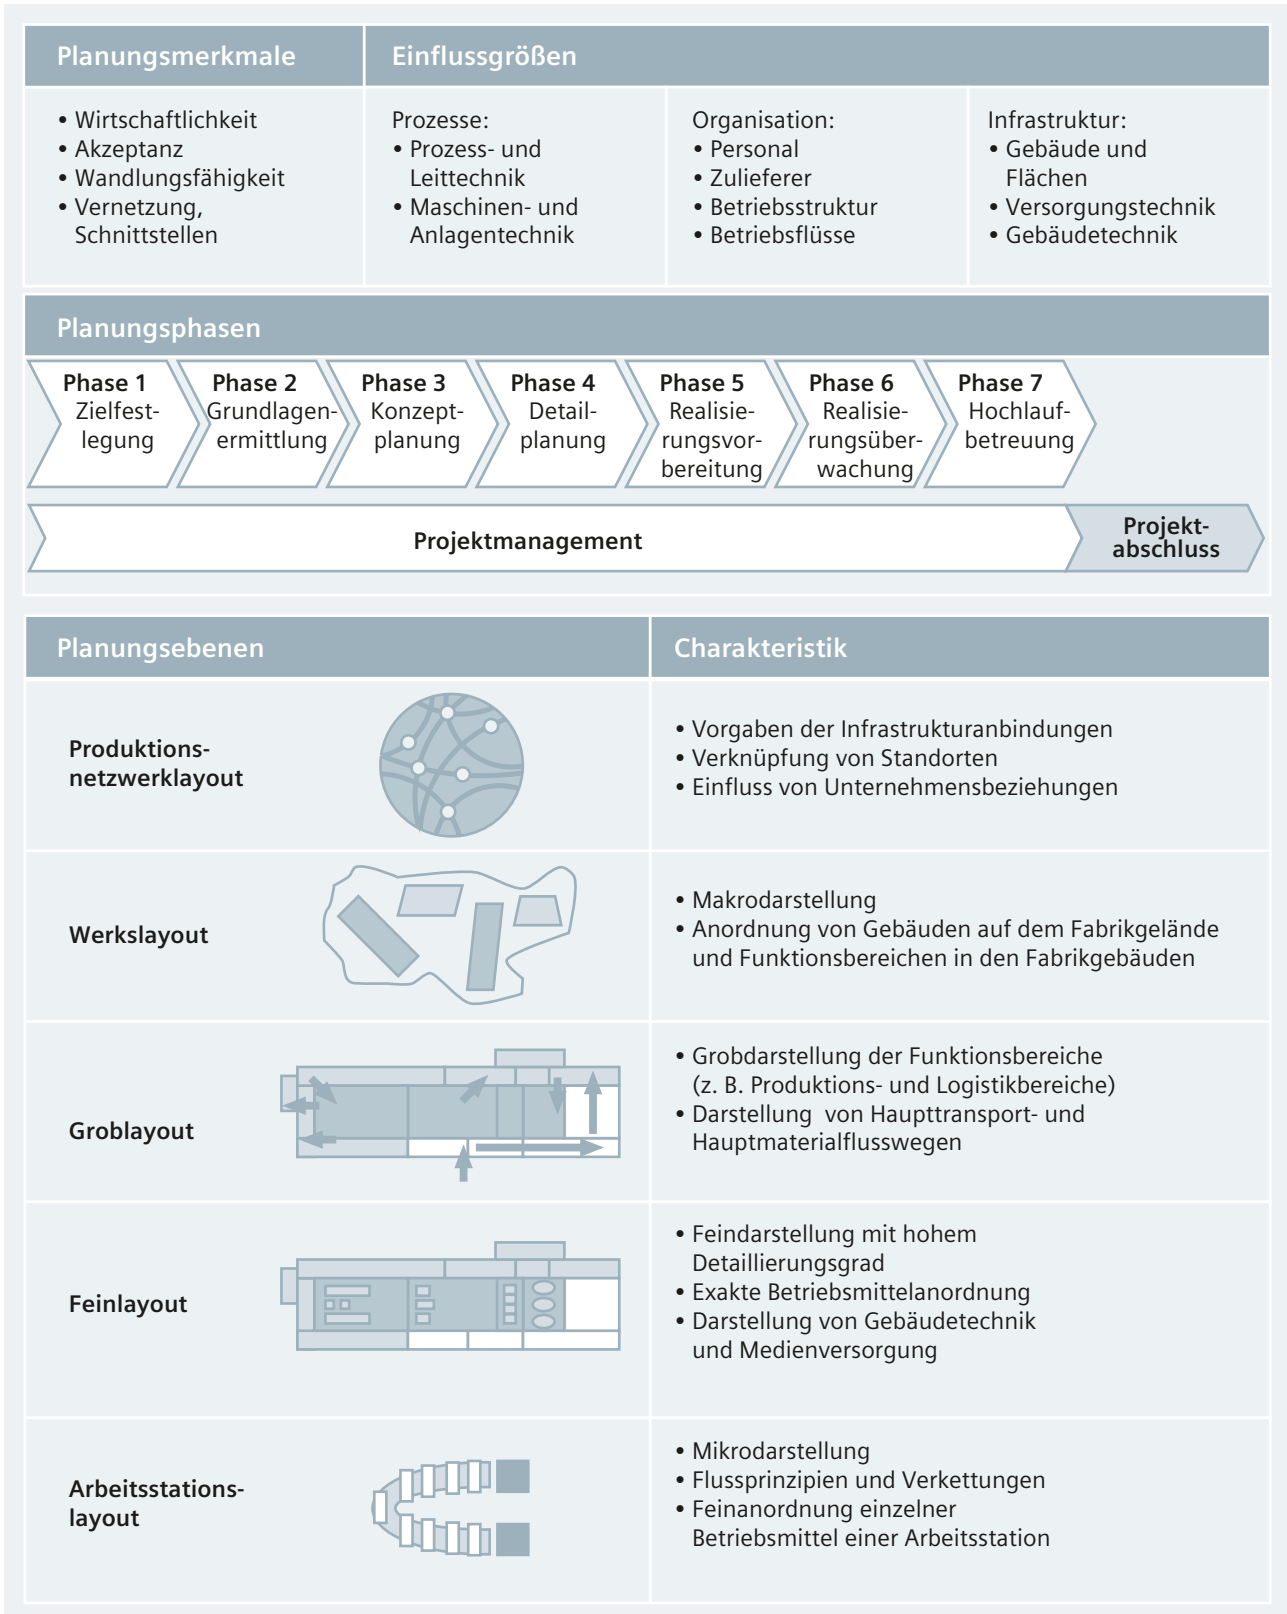 Planungsmerkmale
Einflussgrößen
• Wirtschaftlichkeit
• Akzeptanz
• Wandlungsfähigkeit
• Vernetzung,
Schnittstellen
Prozesse:
• Prozess- und
Leittechnik
• Maschinen- und
Anlagentechnik
Organisation:
• Personal
• Zulieferer
• Betriebsstruktur
• Betriebsflüsse
Infrastruktur:
• Gebäude und
Flächen
• Versorgungstechnik
• Gebäudetechnik
Planungsphasen
Phase 1
Zielfest-
legung
Phase 2
Grundlagen-
ermittlung
Phase 3
Konzept-
planung
Phase 4
Detail-
planung
Phase 5
Realisie-
rungsvor-
bereitung
Phase 6
Realisie-
rungsüber-
wachung
Phase 7
Hochlauf-
betreuung
Projektmanagement
Projekt-
abschluss
Planungsebenen
Charakteristik
Produktions-
netzwerklayout
• Vorgaben der Infrastrukturanbindungen
• Verknüpfung von Standorten
• Einfluss von Unternehmensbeziehungen
Werkslayout
• Makrodarstellung
• Anordnung von Gebäuden auf dem Fabrikgelände
und Funktionsbereichen in den Fabrikgebäuden
Groblayout
• Grobdarstellung der Funktionsbereiche
(z. B. Produktions- und Logistikbereiche)
• Darstellung von Haupttransport- und
Hauptmaterialflusswegen
Feinlayout
• Feindarstellung mit hohem
Detaillierungsgrad
• Exakte Betriebsmittelanordnung
• Darstellung von Gebäudetechnik
und Medienversorgung
Arbeitsstations-
layout
• Mikrodarstellung
• Flussprinzipien und Verkettungen
• Feinanordnung einzelner
Betriebsmittel einer Arbeitsstation